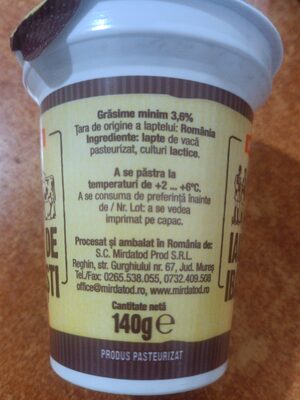 Grăsime minim 3,6%
Țara de origine a laptelui: România
Ingrediente: lapte de vacă
pasteurizat, culturi lactice.
A se păstra la
temperaturi de +2 ... +6°C.
A se consuma de preferință înainte
de / Nr. Lot: a se vedea
imprimat pe capac.
Procesat și ambalat în România de:
S.C. Mirdatod Prod S.R.L.
Reghin, str. Gurghiului nr. 67, Jud. Mureș
Tel/Fax: 0265.538.055, 0732.409.508
office@mirdatod.ro, www.mirdatod.ro
Cantitate netă
140g e
PRODUS PASTEURIZAT